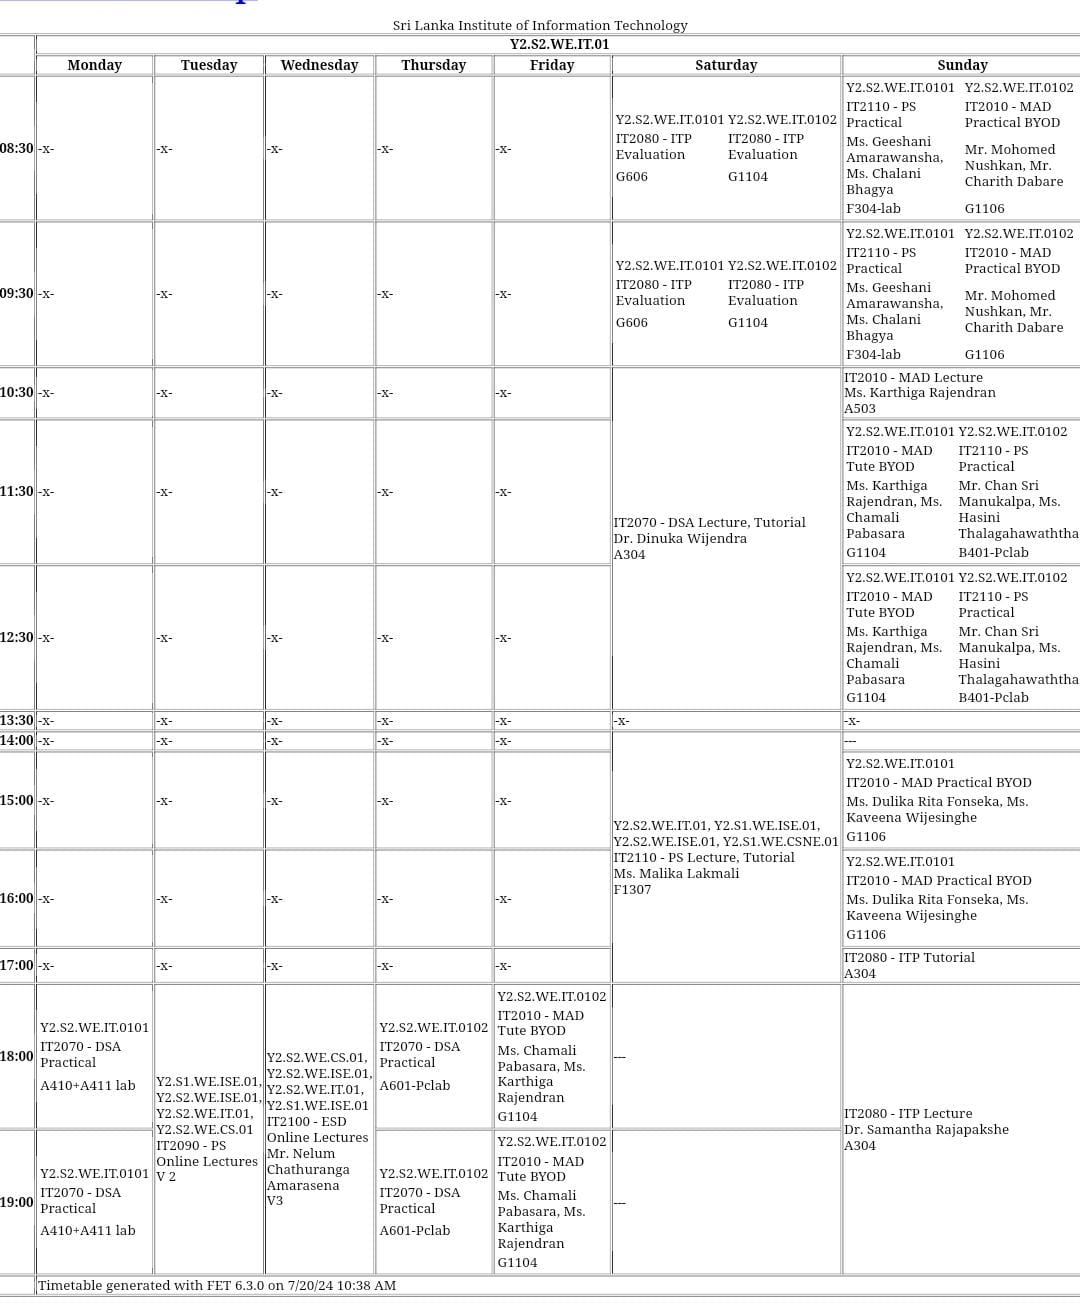 Sri Lanka Institute of Information Technology
Y2.S2.WE.IT.01
Monday Tuesday Wednesday Thursday Friday Saturday Sunday
08:30 -x- -x- -x- -x- -x-
Y2.S2.WE.IT.0101 Y2.S2.WE.IT.0102
IT2080 - ITP IT2080 - ITP
Evaluation Evaluation
G606 G1104
Y2.S2.WE.IT.0101 Y2.S2.WE.IT.0102
IT2110 - PS IT2010 - MAD
Practical Practical BYOD
Ms. Geeshani
Amarawansha,
Ms. Chalani
Bhagya
Mr. Mohomed
Nushkan, Mr.
Charith Dabare
F304-lab G1106
09:30 -x- -x- -x- -x- -x-
Y2.S2.WE.IT.0101 Y2.S2.WE.IT.0102
IT2080 - ITP IT2080 - ITP
Evaluation Evaluation
G606 G1104
Y2.S2.WE.IT.0101 Y2.S2.WE.IT.0102
IT2110 - PS IT2010 - MAD
Practical Practical BYOD
Ms. Geeshani
Amarawansha,
Ms. Chalani
Bhagya
Mr. Mohomed
Nushkan, Mr.
Charith Dabare
F304-lab G1106
10:30 -x- -x- -x- -x- -x-
IT2070 - DSA Lecture, Tutorial
Dr. Dinuka Wijendra
A304
IT2010 - MAD Lecture
Ms. Karthiga Rajendran
A503
11:30 -x- -x- -x- -x- -x-
Y2.S2.WE.IT.0101 Y2.S2.WE.IT.0102
IT2010 - MAD IT2110 - PS
Tute BYOD Practical
Ms. Karthiga Mr. Chan Sri
Rajendran, Ms. Manukalpa, Ms.
Chamali Hasini
Pabasara Thalagahawaththa
G1104 B401-Pclab
12:30 -x- -x- -x- -x- -x-
Y2.S2.WE.IT.0101 Y2.S2.WE.IT.0102
IT2010 - MAD IT2110 - PS
Tute BYOD Practical
Ms. Karthiga Mr. Chan Sri
Rajendran, Ms. Manukalpa, Ms.
Chamali Hasini
Pabasara Thalagahawaththa
G1104 B401-Pclab
13:30 -x- -x- -x- -x- -x- -x- -x-
14:00 -x- -x- -x- -x- -x-
Y2.S2.WE.IT.01, Y2.S1.WE.ISE.01,
Y2.S2.WE.ISE.01, Y2.S1.WE.CSNE.01
IT2110 - PS Lecture, Tutorial
Ms. Malika Lakmali
F1307
---
15:00 -x- -x- -x- -x- -x-
Y2.S2.WE.IT.0101
IT2010 - MAD Practical BYOD
Ms. Dulika Rita Fonseka, Ms.
Kaveena Wijesinghe
G1106
16:00 -x- -x- -x- -x- -x-
Y2.S2.WE.IT.0101
IT2010 - MAD Practical BYOD
Ms. Dulika Rita Fonseka, Ms.
Kaveena Wijesinghe
G1106
17:00 -x- -x- -x- -x- -x-
IT2080 - ITP Tutorial
A304
18:00
Y2.S2.WE.IT.0101
IT2070 - DSA
Practical
A410+A411 lab
Y2.S1.WE.ISE.01,
Y2.S2.WE.ISE.01,
Y2.S2.WE.IT.01,
Y2.S2.WE.CS.01
IT2090 - PS
Online Lectures
V 2
Y2.S2.WE.CS.01,
Y2.S2.WE.ISE.01,
Y2.S2.WE.IT.01,
Y2.S1.WE.ISE.01
IT2100 - ESD
Online Lectures
Mr. Nelum
Chathuranga
Amarasena
V3
Y2.S2.WE.IT.0102
IT2070 - DSA
Practical
A601-Pclab
Y2.S2.WE.IT.0102
IT2010 - MAD
Tute BYOD
Ms. Chamali
Pabasara, Ms.
Karthiga
Rajendran
G1104
---
IT2080 - ITP Lecture
Dr. Samantha Rajapakshe
A304
19:00
Y2.S2.WE.IT.0101
IT2070 - DSA
Practical
A410+A411 lab
Y2.S2.WE.IT.0102
IT2070 - DSA
Practical
A601-Pclab
Y2.S2.WE.IT.0102
IT2010 - MAD
Tute BYOD
Ms. Chamali
Pabasara, Ms.
Karthiga
Rajendran
G1104
---
Timetable generated with FET 6.3.0 on 7/20/24 10:38 AM